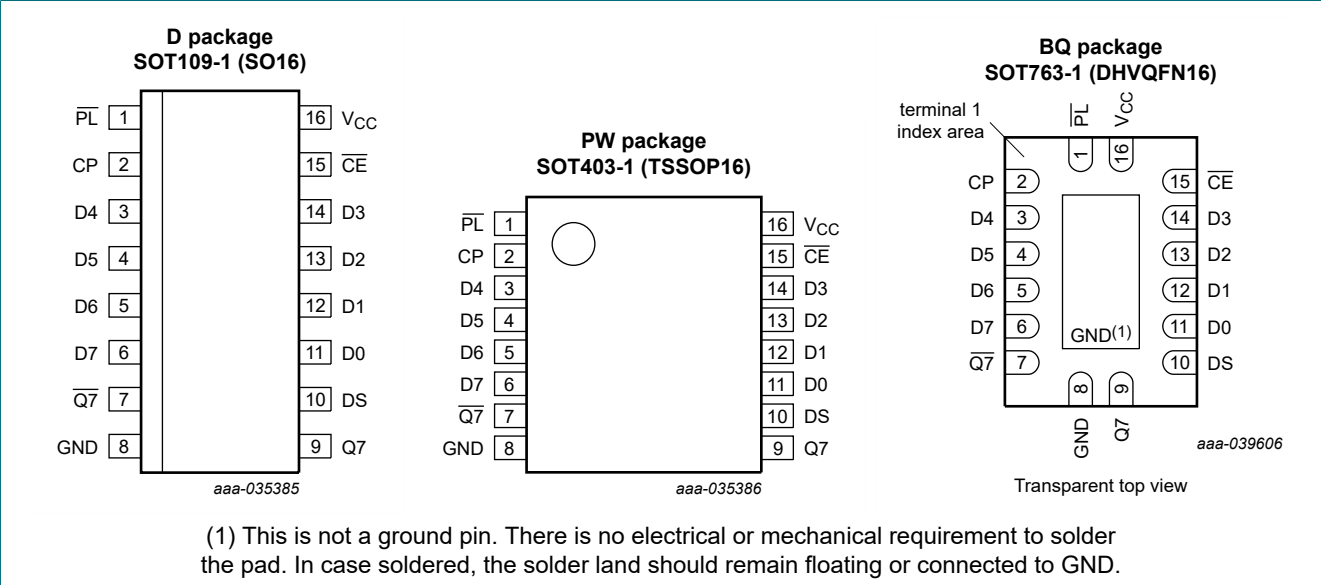 D package
SOT109-1 (SO16)
PL 1
16 VCC
CP 2
15 CE
D4 3
14 D3
D5 4
13 D2
D6 5
12 D1
D7 6
11 D0
Q7 7
10 DS
GND 8
9 Q7
aaa-035385
PW package
SOT403-1 (TSSOP16)
PL 1
16 VCC
CP 2
15 CE
D4 3
14 D3
D5 4
13 D2
D6 5
12 D1
D7 6
11 D0
Q7 7
10 DS
GND 8
9 Q7
aaa-035386
BQ package
SOT763-1 (DHVQFN16)
terminal 1
index area
PL
VCC
1
16
CP 2
15 CE
D4 3
14 D3
D5 4
13 D2
D6 5
12 D1
D7 6
11 D0
Q7 7
10 DS
GND(1)
8
9
GND
Q7
aaa-039606
Transparent top view
(1) This is not a ground pin. There is no electrical or mechanical requirement to solder
the pad. In case soldered, the solder land should remain floating or connected to GND.